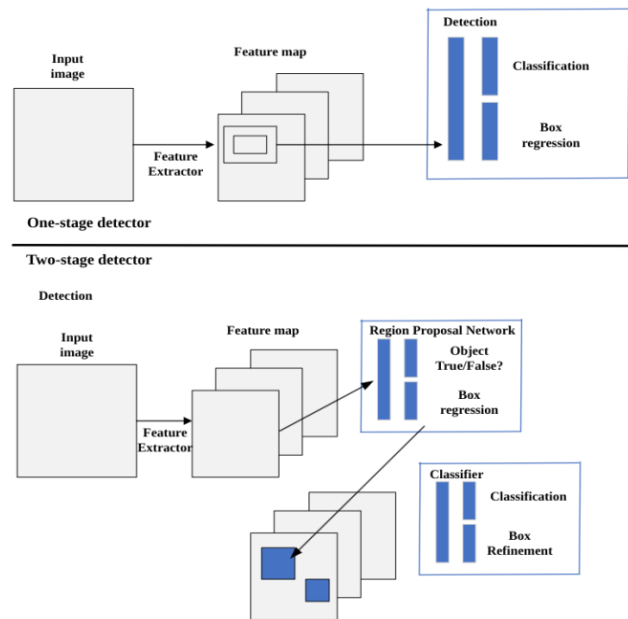 Detection
Input
image
Feature map
Classification
Box
regression
Feature
Extractor
One-stage detector
Two-stage detector
Detection
Input
image
Feature map
Region Proposal Network
Object
True/False?
Box
regression
Feature
Extractor
Classifier
Classification
Box
Refinement